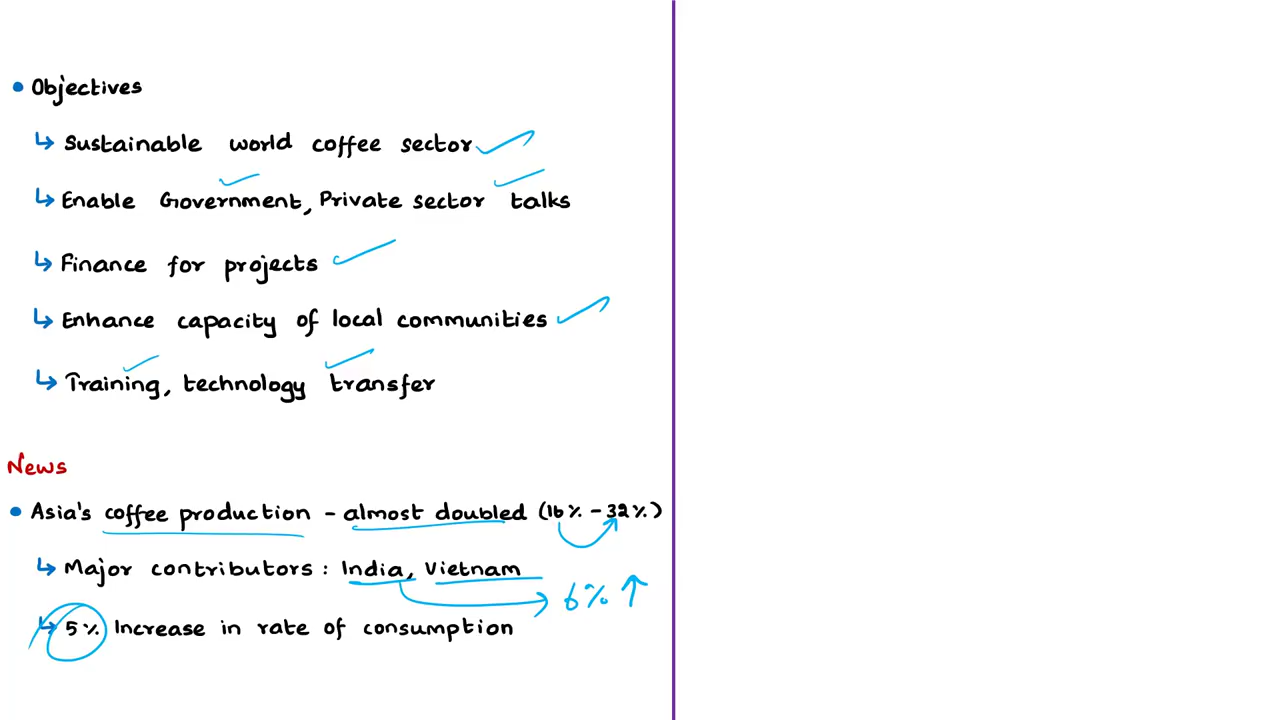 Objectives
Sustainable world coffee sector
Enable Government, Private sector talks
Finance for projects
Enhance capacity of local communities
Training, technology transfer
News
Asia's coffee production - almost doubled (16% - 32%)
Major contributors: India, Vietnam
6% ↑
5% Increase in rate of consumption